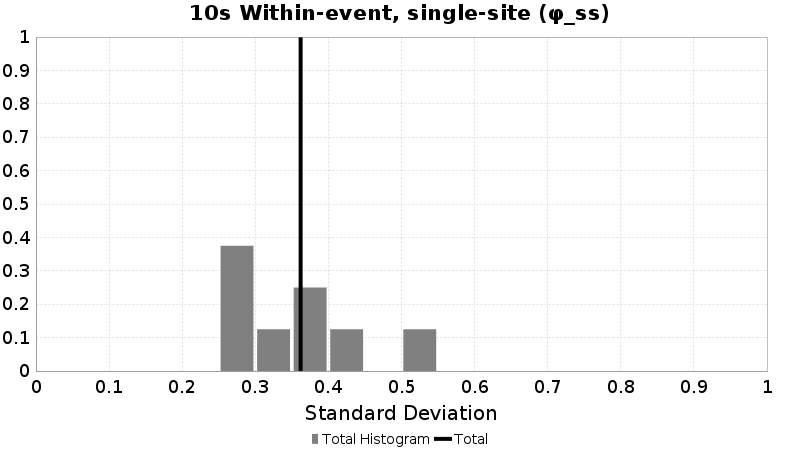 10s Within-event, single-site (φ_ss)
1
0.9
0.8
0.7
0.6
0.5
0.4
0.3
0.2
0.1
0
0 0.1 0.2 0.3 0.4 0.5 0.6 0.7 0.8 0.9 1
Standard Deviation
Total Histogram Total